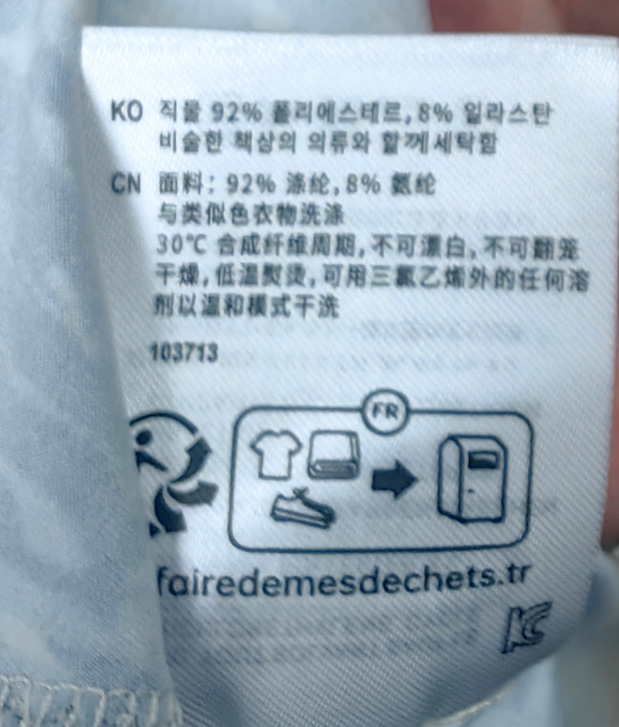 KO 직물 92% 폴리에스테르, 8% 일라스탄
비슷한 책상의 의류와 함께세탁함
CN 面料: 92% 涤纶, 8% 氨纶
与类似色衣物洗涤
30℃ 合成纤维周期, 不可漂白, 不可翻笼
干燥, 低温熨烫, 可用三氯乙烯外的任何溶
剂以温和模式干洗
103713
FR
fairedemesdechets.tr